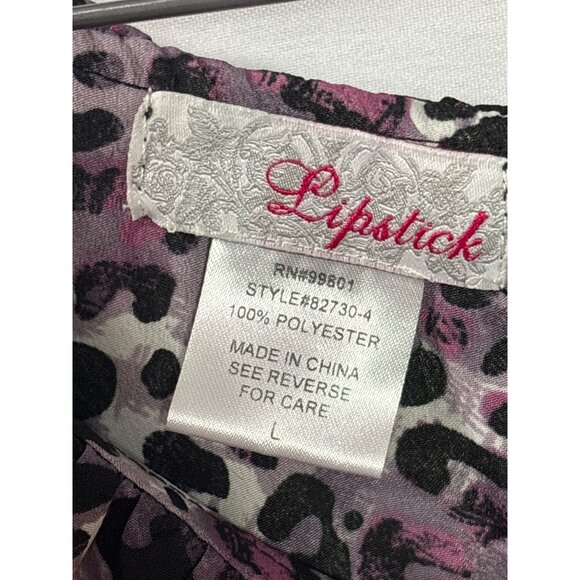 Lipstick
RN#99801
STYLE#82730-4
100% POLYESTER
MADE IN CHINA
SEE REVERSE
FOR CARE
L